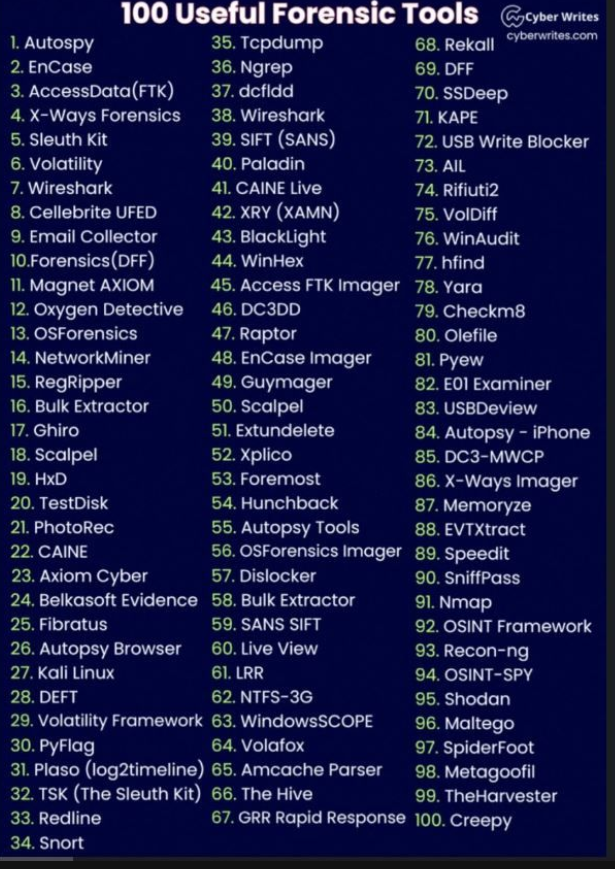 100 Useful Forensic Tools
Cyber Writes
cyberwrites.com
1. Autospy
2. EnCase
3. AccessData(FTK)
4. X-Ways Forensics
5. Sleuth Kit
6. Volatility
7. Wireshark
8. Cellebrite UFED
9. Email Collector
10.Forensics(DFF)
11. Magnet AXIOM
12. Oxygen Detective
13. OSForensics
14. NetworkMiner
15. RegRipper
16. Bulk Extractor
17. Ghiro
18. Scalpel
19. HxD
20. TestDisk
21. PhotoRec
22. CAINE
23. Axiom Cyber
24. Belkasoft Evidence
25. Fibratus
26. Autopsy Browser
27. Kali Linux
28. DEFT
29. Volatility Framework
30. PyFlag
31. Plaso (log2timeline)
32. TSK (The Sleuth Kit)
33. Redline
34. Snort
35. Tcpdump
36. Ngrep
37. dcfldd
38. Wireshark
39. SIFT (SANS)
40. Paladin
41. CAINE Live
42. XRY (XAMN)
43. BlackLight
44. WinHex
45. Access FTK Imager
46. DC3DD
47. Raptor
48. EnCase Imager
49. Guymager
50. Scalpel
51. Extundelete
52. Xplico
53. Foremost
54. Hunchback
55. Autopsy Tools
56. OSForensics Imager
57. Dislocker
58. Bulk Extractor
59. SANS SIFT
60. Live View
61. LRR
62. NTFS-3G
63. WindowsSCOPE
64. Volafox
65. Amcache Parser
66. The Hive
67. GRR Rapid Response
68. Rekall
69. DFF
70. SSDeep
71. KAPE
72. USB Write Blocker
73. AIL
74. Rifiuti2
75. VolDiff
76. WinAudit
77. hfind
78. Yara
79. Checkm8
80. Olefile
81. Pyew
82. E01 Examiner
83. USBDeview
84. Autopsy - iPhone
85. DC3-MWCP
86. X-Ways Imager
87. Memoryze
88. EVTXtract
89. Speedit
90. SniffPass
91. Nmap
92. OSINT Framework
93. Recon-ng
94. OSINT-SPY
95. Shodan
96. Maltego
97. SpiderFoot
98. Metagoofil
99. TheHarvester
100. Creepy